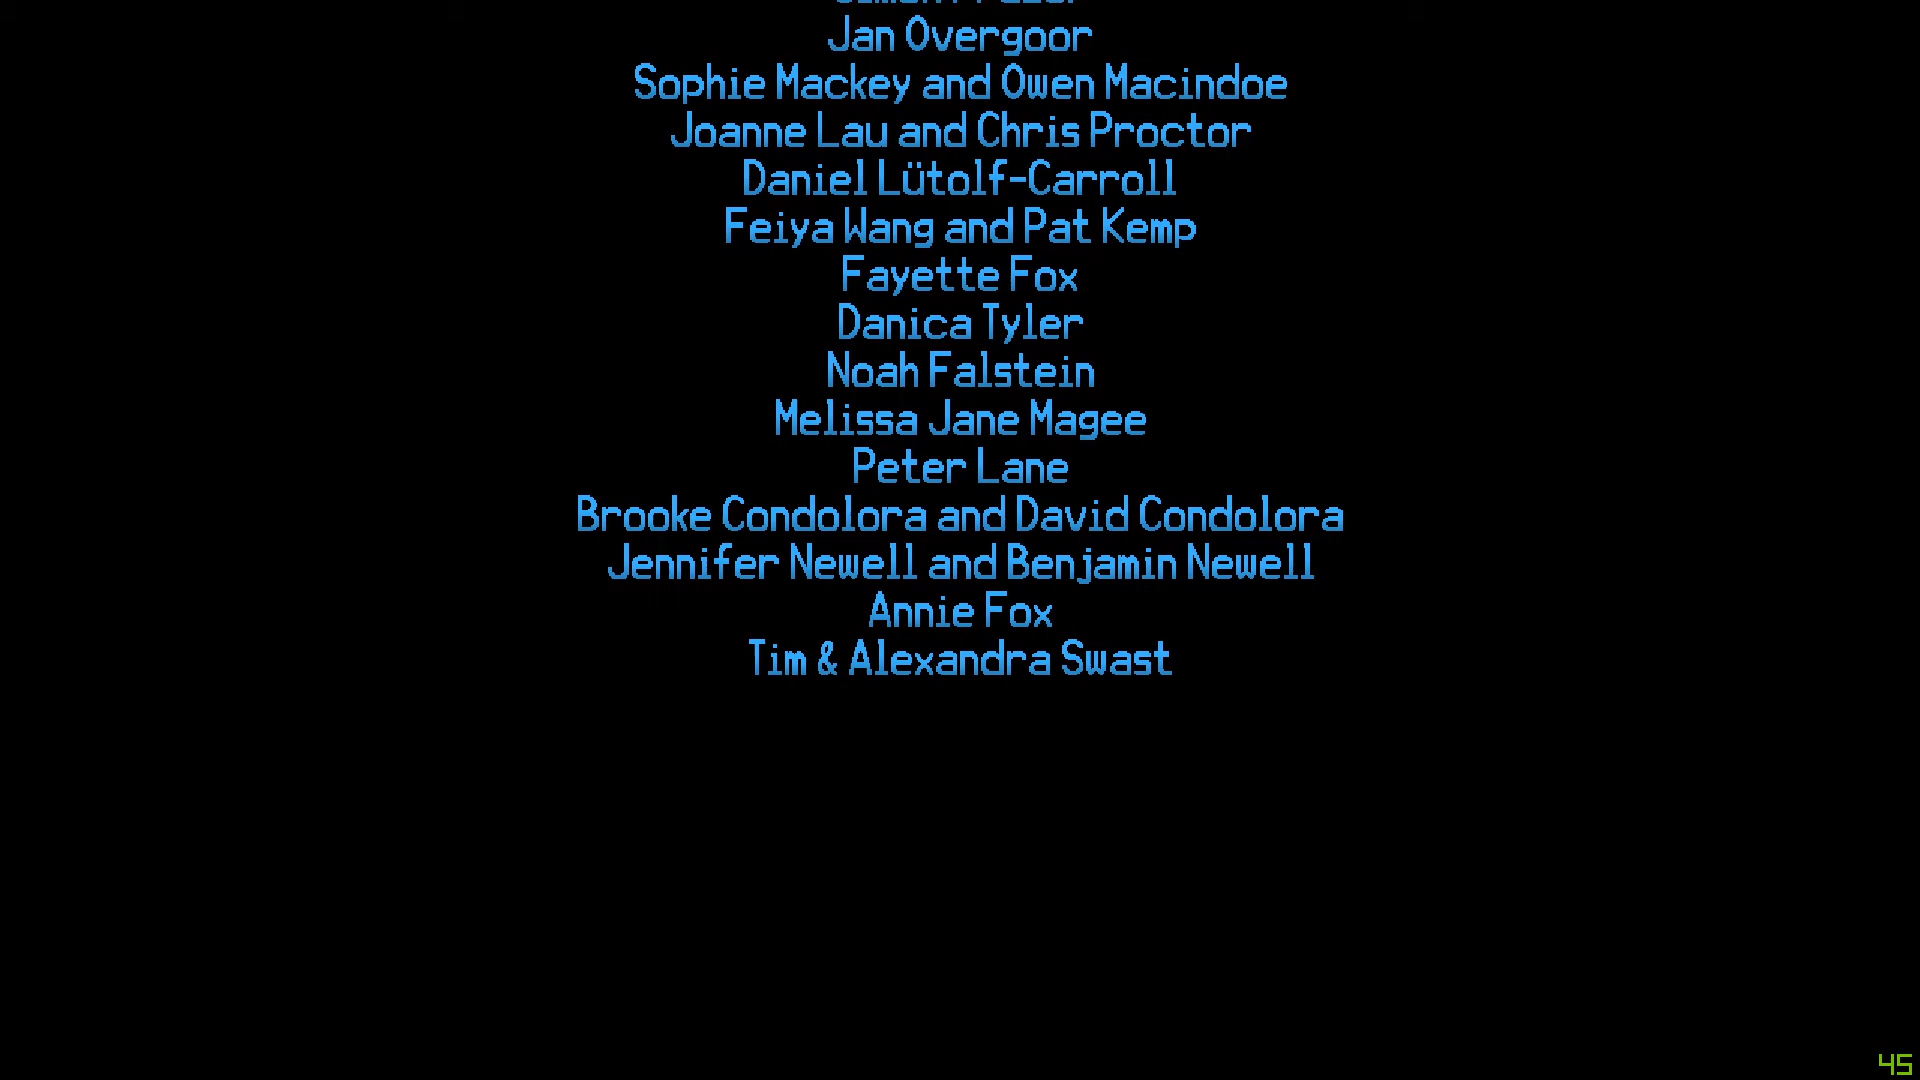 Jan Overgoor
Sophie Mackey and Owen Macindoe
Joanne Lau and Chris Proctor
Daniel Lütolf-Carroll
Feiya Wang and Pat Kemp
Fayette Fox
Danica Tyler
Noah Falstein
Melissa Jane Magee
Peter Lane
Brooke Condolora and David Condolora
Jennifer Newell and Benjamin Newell
Annie Fox
Tim & Alexandra Swast
45